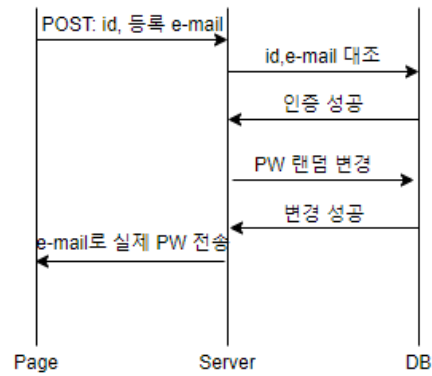 POST: id, 등록 e-mail
id,e-mail 대조
인증 성공
PW 랜덤 변경
변경 성공
e-mail로 실제 PW 전송
Page
Server
DB